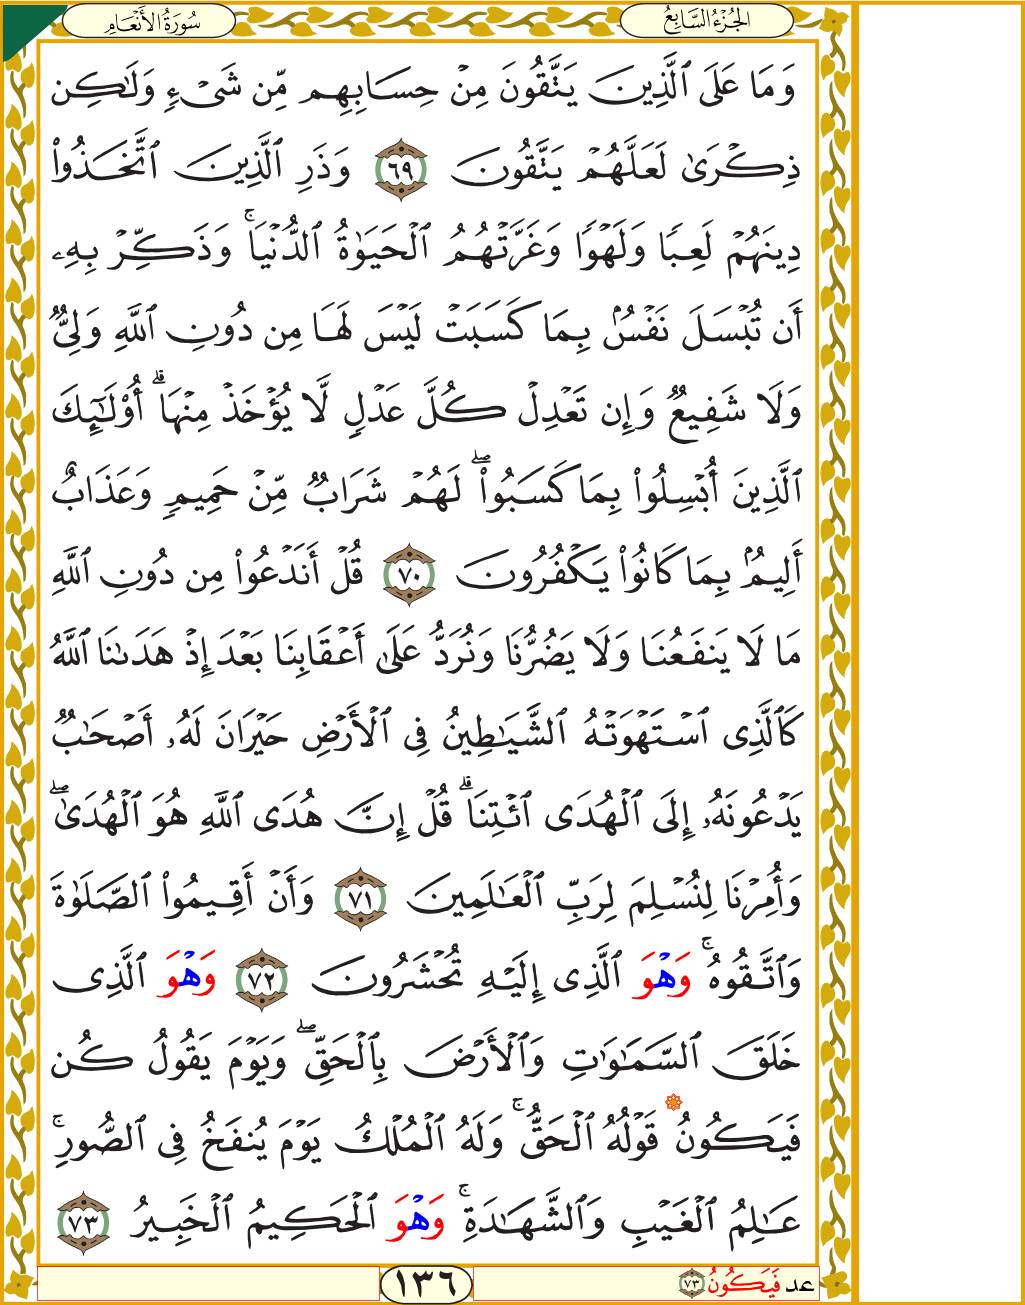 الجُزْءُ السَّابِعُ
سُورَةُ الأَنْعَامِ
وَمَا عَلَى ٱلَّذِينَ يَتَّقُونَ مِنْ حِسَابِهِم مِّن شَىْءٍ وَلَٰكِن
ذِكْرَىٰ لَعَلَّهُمْ يَتَّقُونَ ٦٩ وَذَرِ ٱلَّذِينَ ٱتَّخَذُوا۟
دِينَهُمْ لَعِبًا وَلَهْوًا وَغَرَّتْهُمُ ٱلْحَيَوٰةُ ٱلدُّنْيَا ۚ وَذَكِّرْ بِهِۦ
أَن تُبْسَلَ نَفْسٌۢ بِمَا كَسَبَتْ لَيْسَ لَهَا مِن دُونِ ٱللَّهِ وَلِىٌّ
وَلَا شَفِيعٌ وَإِن تَعْدِلْ كُلَّ عَدْلٍ لَّا يُؤْخَذْ مِنْهَا ۗ أُو۟لَٰٓئِكَ
ٱلَّذِينَ أُبْسِلُوا۟ بِمَا كَسَبُوا۟ ۖ لَهُمْ شَرَابٌ مِّنْ حَمِيمٍ وَعَذَابٌ
أَلِيمٌۢ بِمَا كَانُوا۟ يَكْفُرُونَ ٧٠ قُلْ أَنَدْعُوا۟ مِن دُونِ ٱللَّهِ
مَا لَا يَنفَعُنَا وَلَا يَضُرُّنَا وَنُرَدُّ عَلَىٰٓ أَعْقَابِنَا بَعْدَ إِذْ هَدَىٰنَا ٱللَّهُ
كَٱلَّذِى ٱسْتَهْوَتْهُ ٱلشَّيَٰطِينُ فِى ٱلْأَرْضِ حَيْرَانَ لَهُۥٓ أَصْحَٰبٌ
يَدْعُونَهُۥٓ إِلَى ٱلْهُدَى ٱئْتِنَا ۗ قُلْ إِنَّ هُدَى ٱللَّهِ هُوَ ٱلْهُدَىٰ ۖ
وَأُمِرْنَا لِنُسْلِمَ لِرَبِّ ٱلْعَٰلَمِينَ ٧١ وَأَنْ أَقِيمُوا۟ ٱلصَّلَوٰةَ
وَٱتَّقُوهُ ۚ وَهْوَ ٱلَّذِىٓ إِلَيْهِ تُحْشَرُونَ ٧٢ وَهْوَ ٱلَّذِى
خَلَقَ ٱلسَّمَٰوَٰتِ وَٱلْأَرْضَ بِٱلْحَقِّ ۖ وَيَوْمَ يَقُولُ كُن
فَيَكُونُ قَوْلُهُ ٱلْحَقُّ ۚ وَلَهُ ٱلْمُلْكُ يَوْمَ يُنفَخُ فِى ٱلصُّورِ ۚ
عَٰلِمُ ٱلْغَيْبِ وَٱلشَّهَٰدَةِ ۚ وَهْوَ ٱلْحَكِيمُ ٱلْخَبِيرُ ٧٣
عد فَيَكُونُ ٧٣
١٣٦